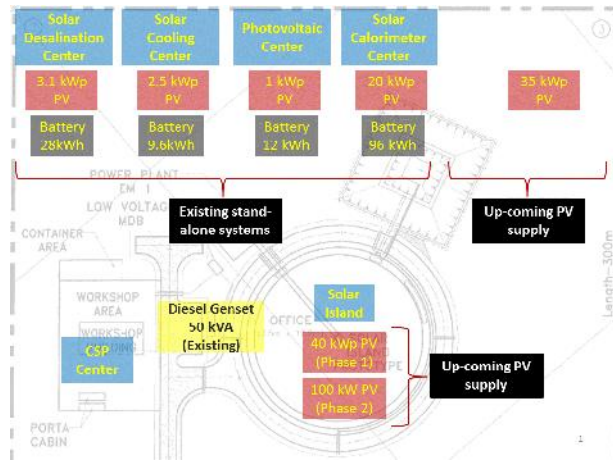 Solar
Desalination
Center
Solar
Cooling
Center
Photovoltaic
Center
Solar
Calorimeter
Center
3.1 kWp
PV
2.5 kWp
PV
1 kWp
PV
20 kWp
PV
35 kWp
PV
Battery
28kWh
Battery
9.6kWh
Battery
12 kWh
Battery
96 kWh
POWER PLANT
EM 1
LOW VOLTAGE
MDB
Existing stand-
alone systems
Up-coming PV
supply
CONTAINER
AREA
WORKSHOP
AREA
Diesel Genset
50 kVA
(Existing)
OFFICE
Solar
Island
CSP
Center
40 kWp PV
(Phase 1)
100 kW PV
(Phase 2)
Up-coming PV
supply
PORTA
CABIN
Length-300m
3
1